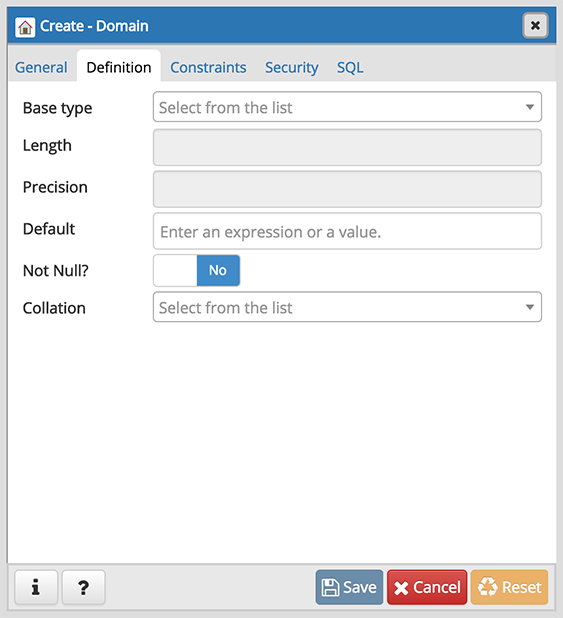 Create - Domain
General Definition Constraints Security SQL
Base type Select from the list
Length
Precision
Default Enter an expression or a value.
Not Null? No
Collation Select from the list
i ? Save Cancel Reset